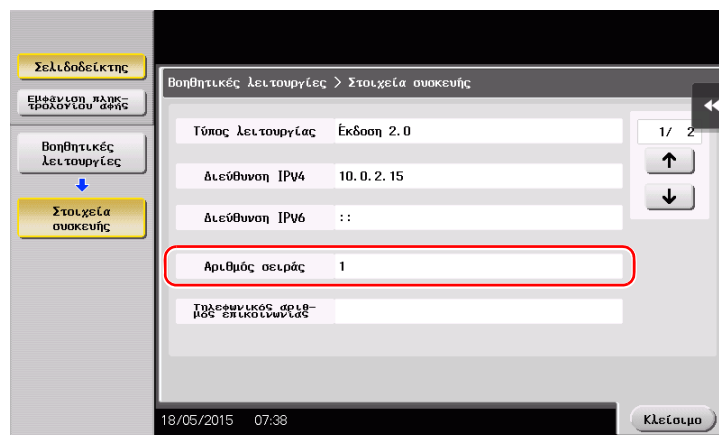 Σελιδοδείκτης
Εμφάνιση πληκ-
τρολογίου αφής
Βοηθητικές
λειτουργίες
Στοιχεία
συσκευής
Βοηθητικές λειτουργίες > Στοιχεία συσκευής
Τύπος λειτουργίας Έκδοση 2.0
1/ 2
Διεύθυνση IPV4 10.0.2.15
Διεύθυνση IPV6 ::
Αριθμός σειράς 1
Τηλεφωνικός αριθ-
μός επικοινωνίας
18/05/2015 07:38
Κλείσιμο